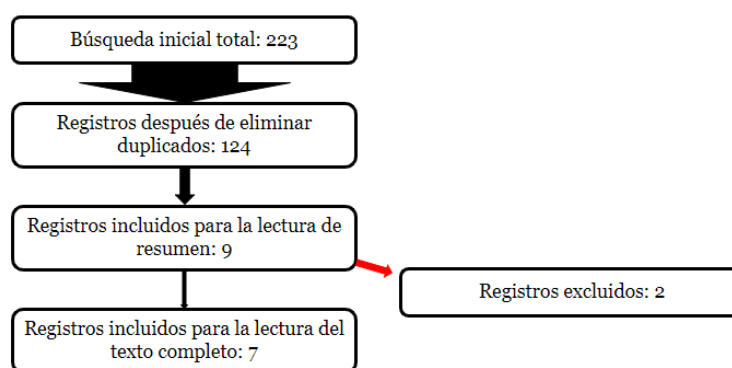 Búsqueda inicial total: 223
Registros después de eliminar
duplicados: 124
Registros incluidos para la lectura de
resumen: 9
Registros excluidos: 2
Registros incluidos para la lectura del
texto completo: 7